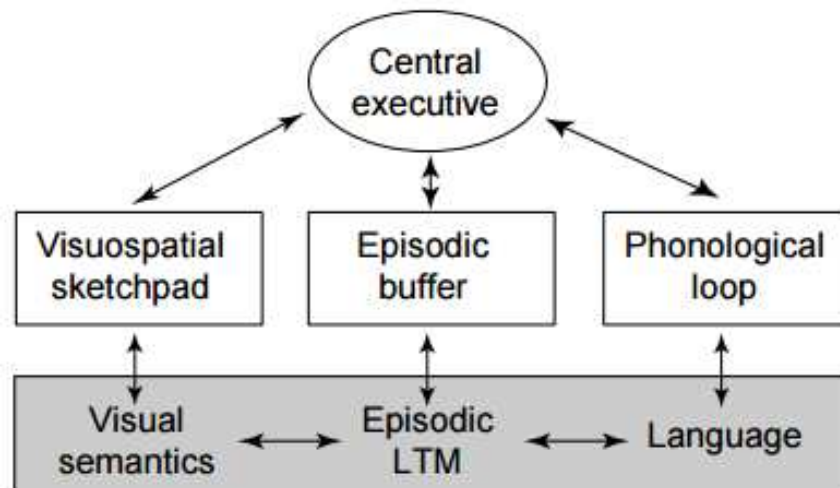 Central
executive
Visuospatial
sketchpad
Episodic
buffer
Phonological
loop
Visual
semantics
Episodic
LTM
Language